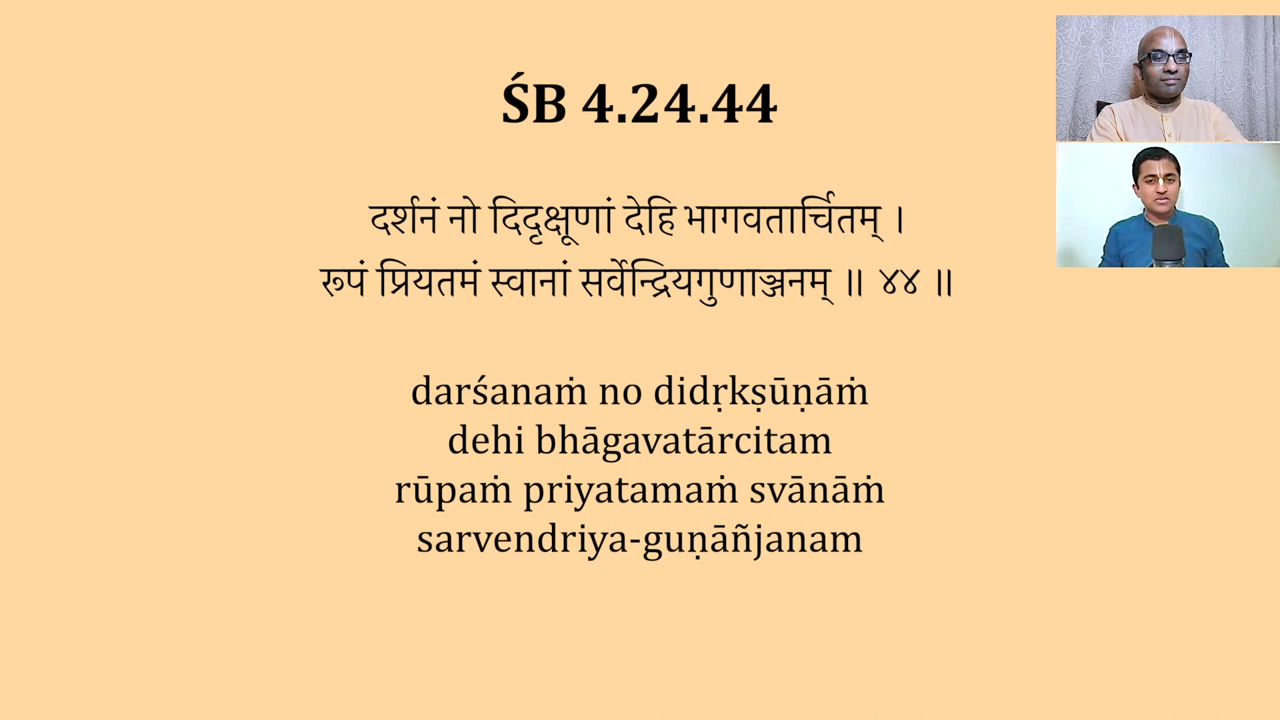 ŚB 4.24.44
दर्शनं नो दिदृक्षूणां देहि भागवतार्चितम् ।
रूपं प्रियतमं स्वानां सर्वेन्द्रियगुणाञ्जनम् ॥ ४४ ॥
darśanaṁ no didṛkṣūṇāṁ
dehi bhāgavatārcitam
rūpaṁ priyatamaṁ svānāṁ
sarvendriya-guṇāñjanam